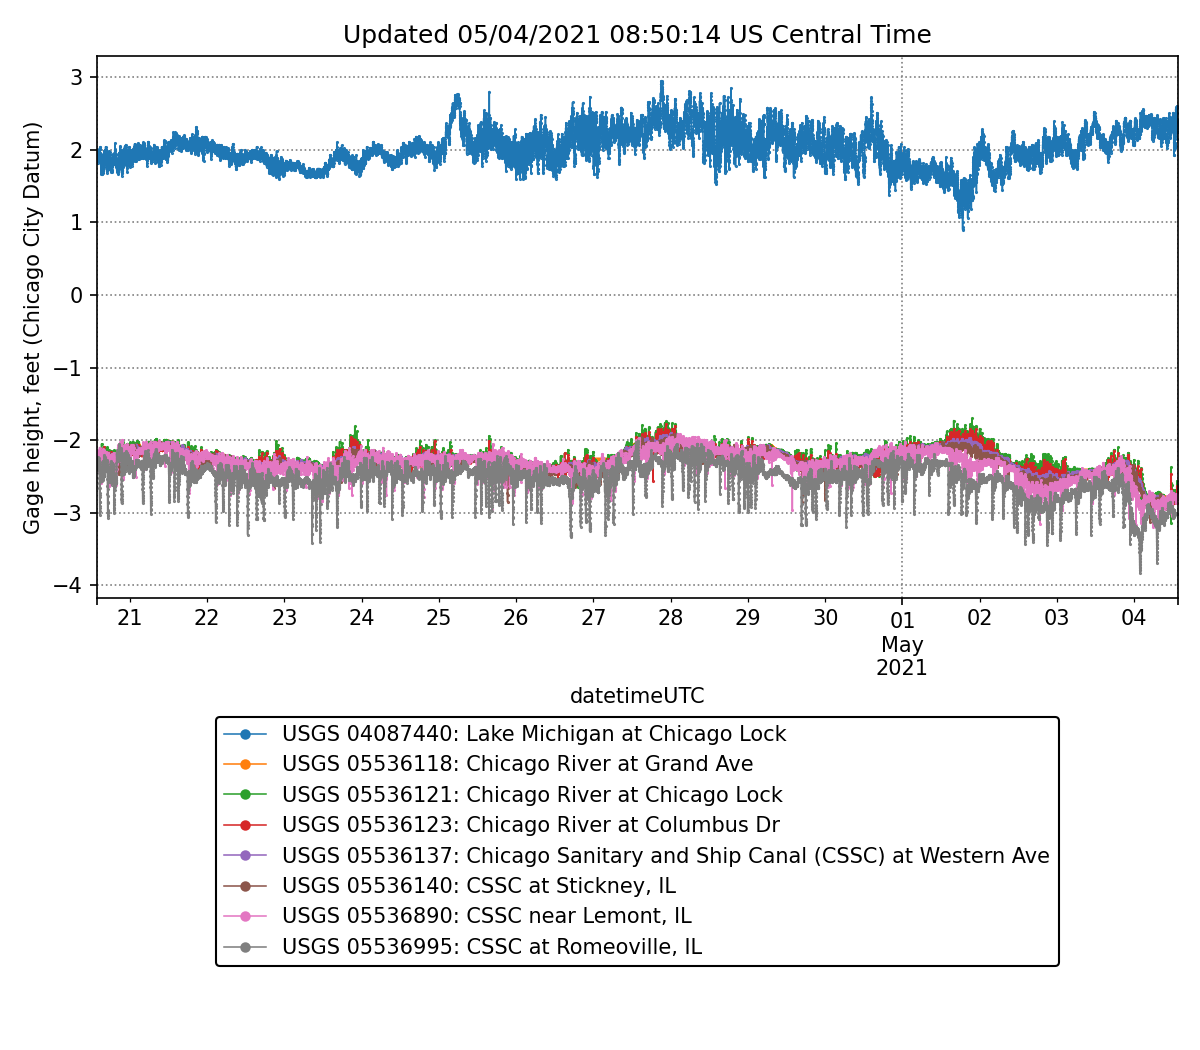 Updated 05/04/2021 08:50:14 US Central Time
Gage height, feet (Chicago City Datum)
3
2
1
0
−1
−2
−3
−4
21 22 23 24 25 26 27 28 29 30 01 02 03 04
May
2021
datetimeUTC
USGS 04087440: Lake Michigan at Chicago Lock
USGS 05536118: Chicago River at Grand Ave
USGS 05536121: Chicago River at Chicago Lock
USGS 05536123: Chicago River at Columbus Dr
USGS 05536137: Chicago Sanitary and Ship Canal (CSSC) at Western Ave
USGS 05536140: CSSC at Stickney, IL
USGS 05536890: CSSC near Lemont, IL
USGS 05536995: CSSC at Romeoville, IL